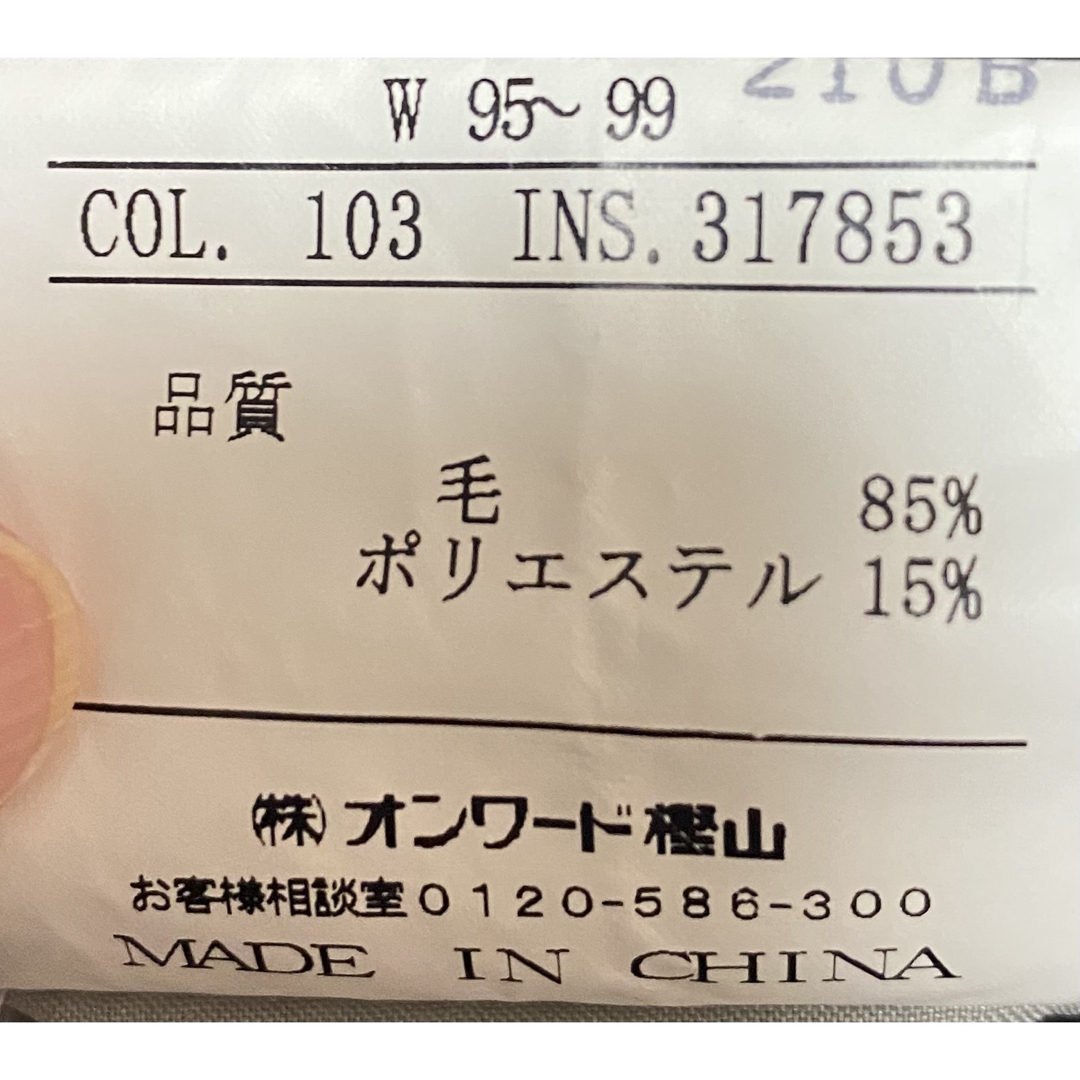 210B
W 95～99
COL. 103 INS.317853
品質
毛 85%
ポリエステル 15%
㈱オンワード樫山
お客様相談室0120-586-300
MADE IN CHINA